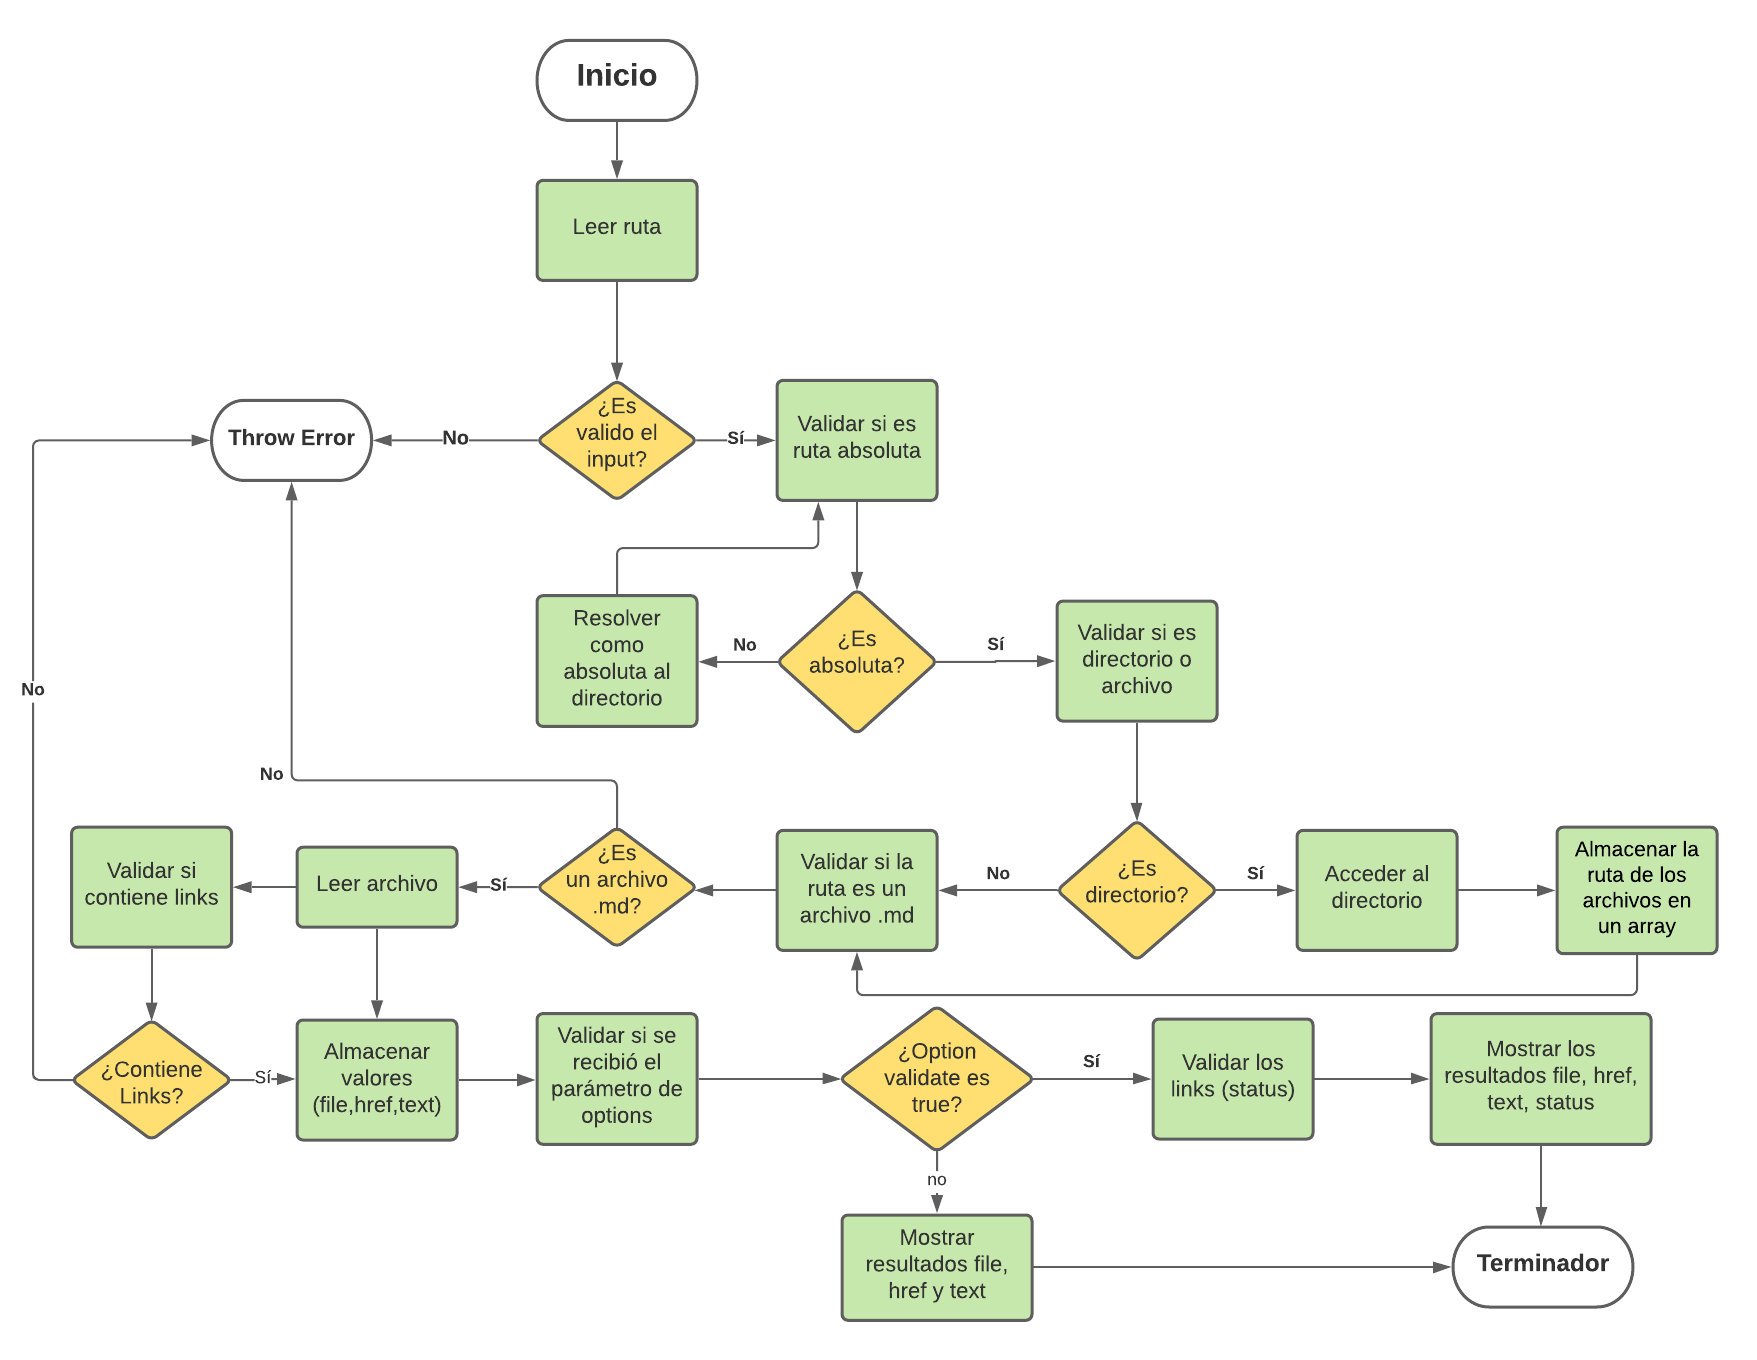 Inicio
Leer ruta
¿Es
valido el
input?
No
Throw Error
Sí
Validar si es
ruta absoluta
¿Es
absoluta?
No
Resolver
como
absoluta al
directorio
Sí
Validar si es
directorio o
archivo
¿Es
directorio?
Sí
Acceder al
directorio
Almacenar la
ruta de los
archivos en
un array
No
Validar si la
ruta es un
archivo .md
¿Es
un archivo
.md?
No
Sí
Leer archivo
Validar si
contiene links
¿Contiene
Links?
No
Sí
Almacenar
valores
(file,href,text)
Validar si se
recibió el
parámetro de
options
¿Option
validate es
true?
Sí
Validar los
links (status)
Mostrar los
resultados file, href,
text, status
no
Mostrar
resultados file,
href y text
Terminador